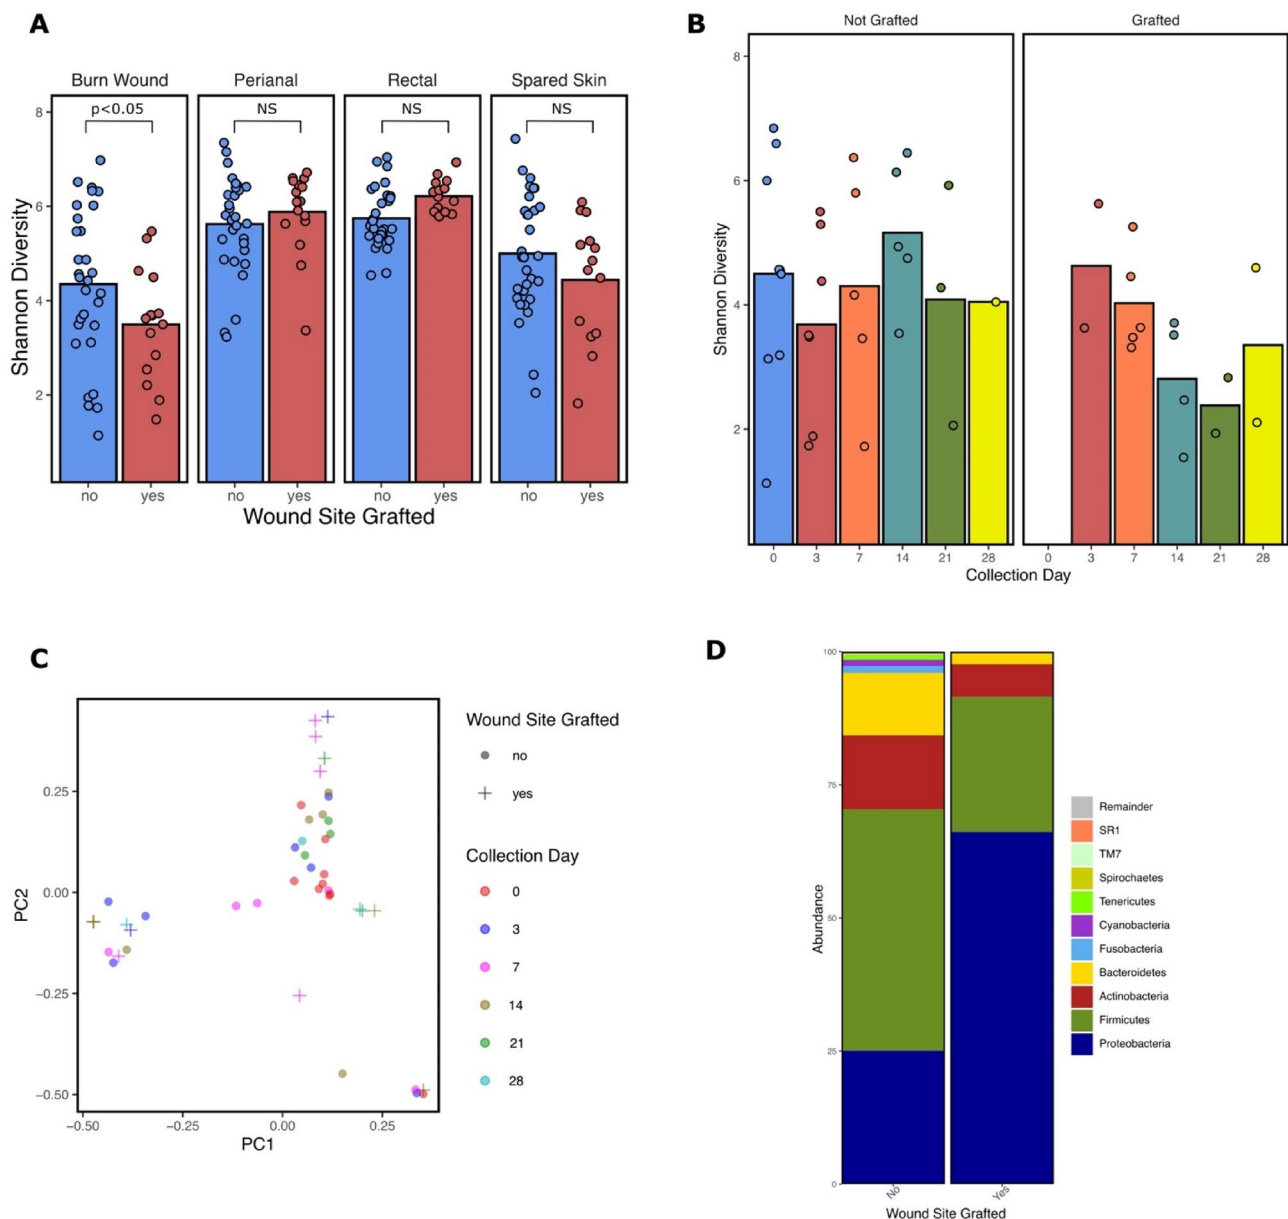 A
Burn Wound Perianal Rectal Spared Skin
p<0.05 NS NS NS
8
6
4
2
Shannon Diversity
no yes no yes no yes no yes
Wound Site Grafted
B
Not Grafted Grafted
8
6
4
2
Shannon Diversity
0 3 7 14 21 28 0 3 7 14 21 28
Collection Day
C
0.25
0.00
−0.25
−0.50
PC2
−0.50 −0.25 0.00 0.25
PC1
Wound Site Grafted
no
yes
Collection Day
0
3
7
14
21
28
D
100
75
50
25
0
Abundance
No Yes
Wound Site Grafted
Remainder
SR1
TM7
Spirochaetes
Tenericutes
Cyanobacteria
Fusobacteria
Bacteroidetes
Actinobacteria
Firmicutes
Proteobacteria